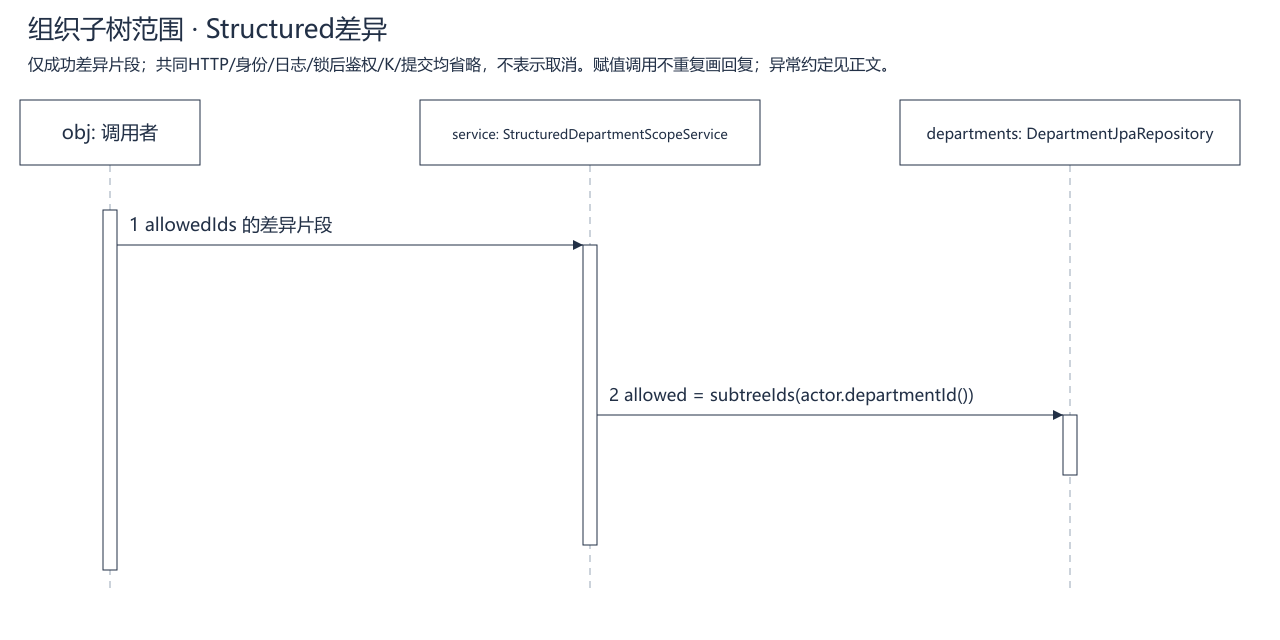 组织子树范围 · Structured差异
仅成功差异片段；共同HTTP/身份/日志/锁后鉴权/K/提交均省略，不表示取消。赋值调用不重复画回复；异常约定见正文。
obj: 调用者
service: StructuredDepartmentScopeService
departments: DepartmentJpaRepository
1 allowedIds 的差异片段
2 allowed = subtreeIds(actor.departmentId())